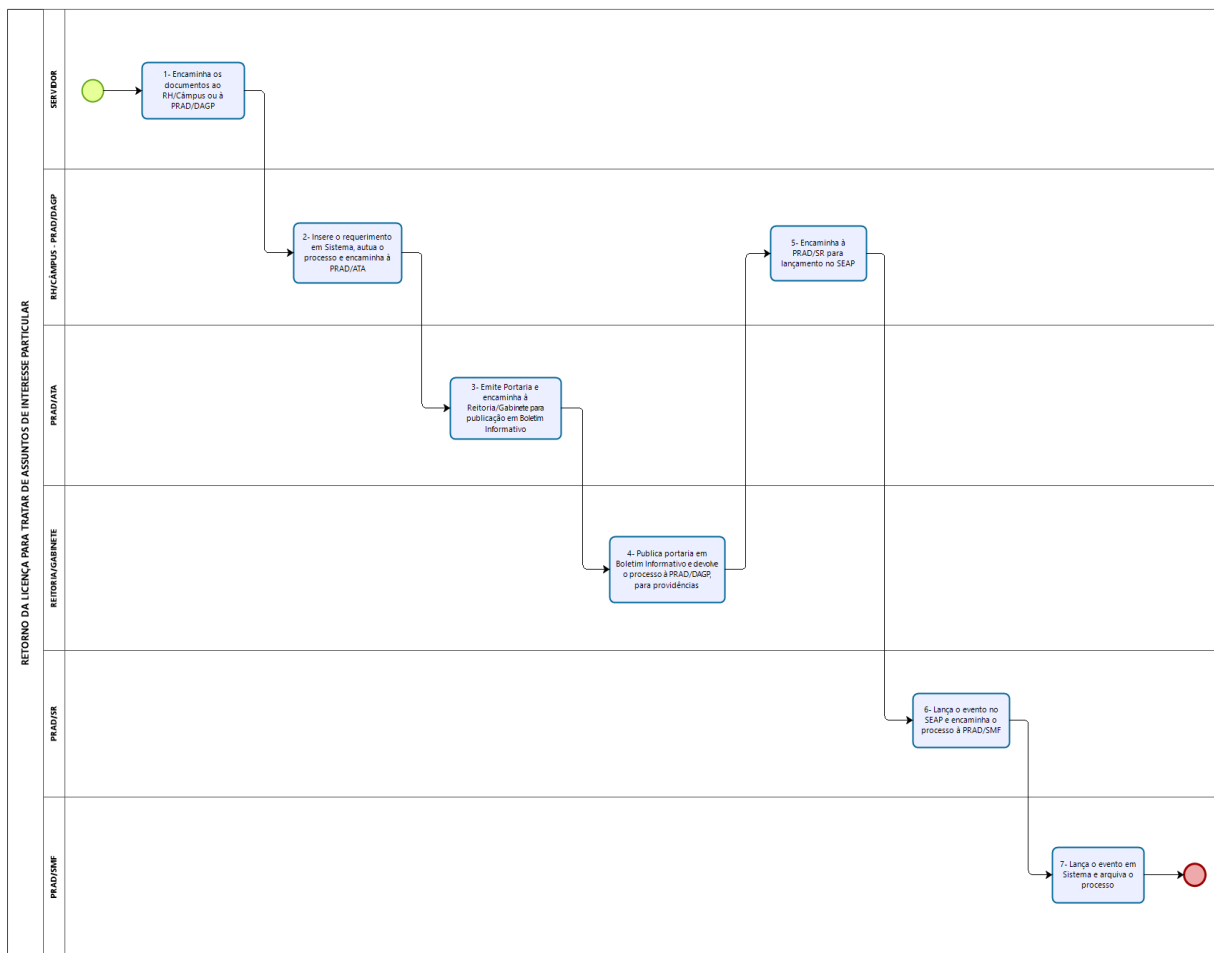 RETORNO DA LICENÇA PARA TRATAR DE ASSUNTOS DE INTERESSE PARTICULAR
SERVIDOR
1- Encaminha os
documentos ao
RH/Câmpus ou à
PRAD/DAGP
RH/CÂMPUS - PRAD/DAGP
2- Insere o requerimento
em Sistema, autua o
processo e encaminha à
PRAD/ATA
5- Encaminha à
PRAD/SR para
lançamento no SEAP
PRAD/ATA
3- Emite Portaria e
encaminha à
Reitoria/Gabinete para
publicação em Boletim
Informativo
REITORIA/GABINETE
4- Publica portaria em
Boletim Informativo e devolve
o processo à PRAD/DAGP,
para providências
PRAD/SR
6- Lança o evento no
SEAP e encaminha o
processo à PRAD/SMF
PRAD/SMF
7- Lança o evento em
Sistema e arquiva o
processo